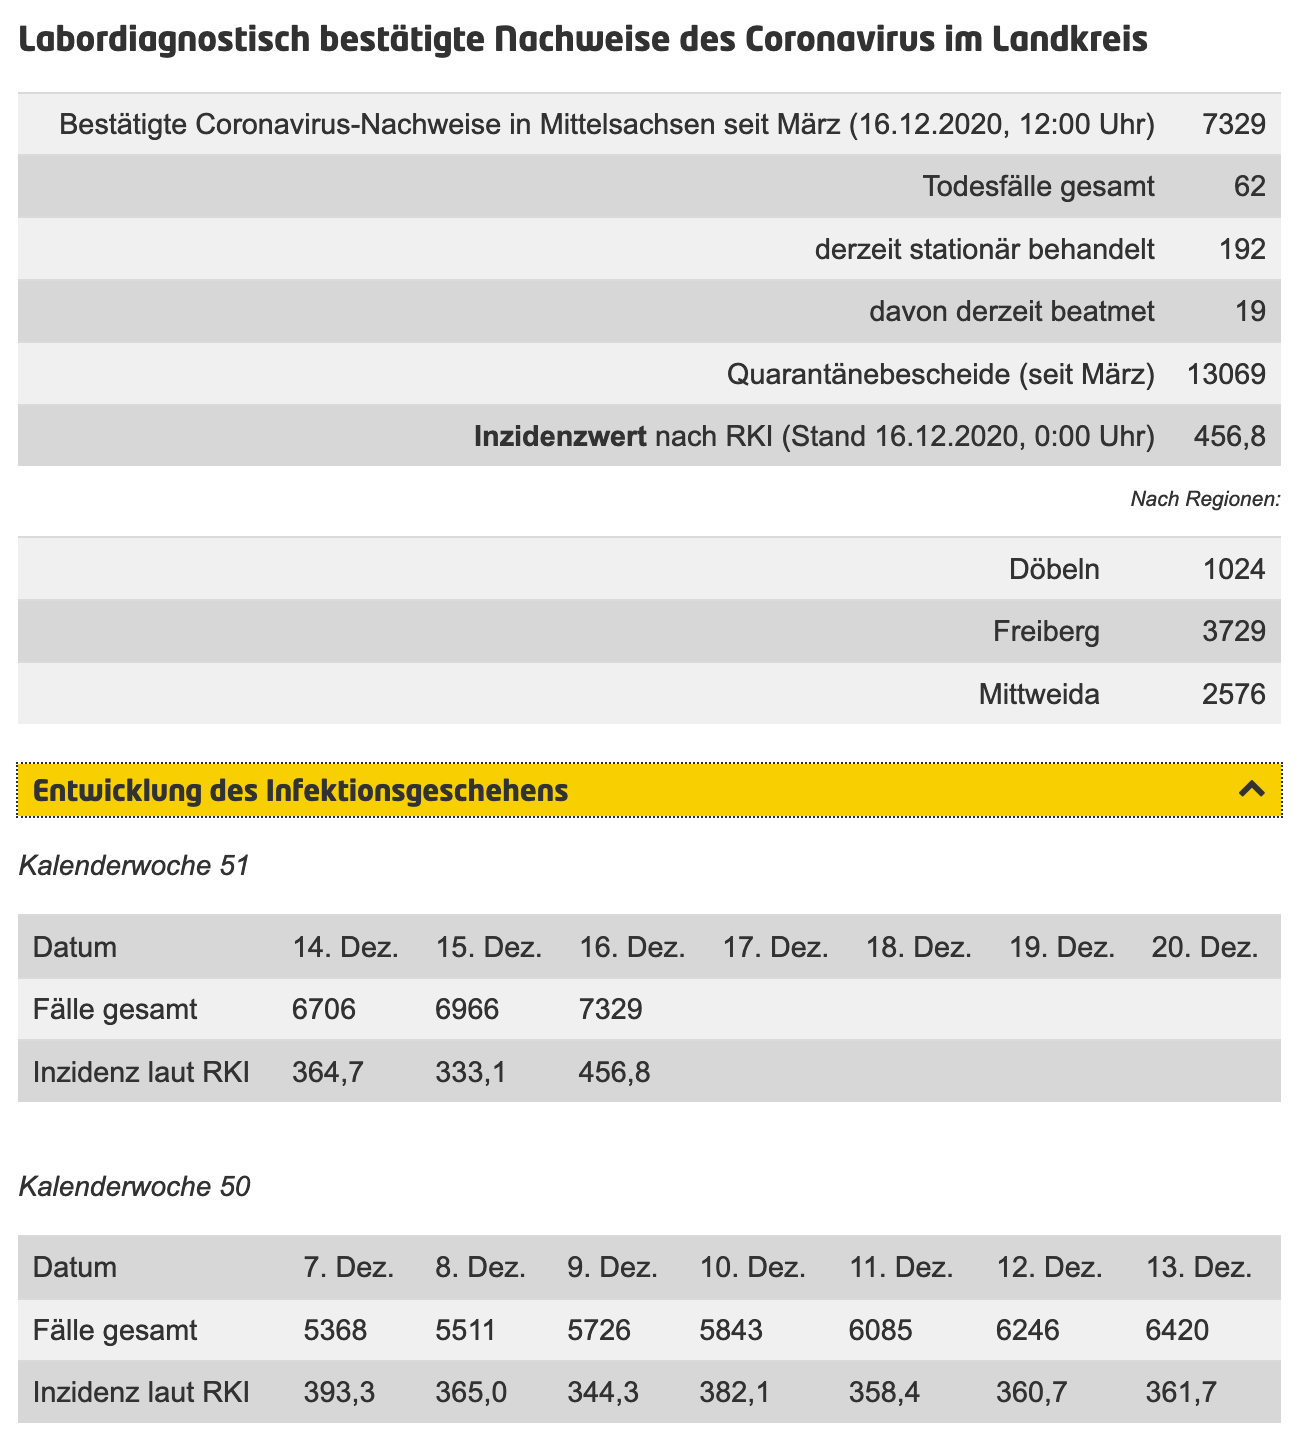 Labordiagnostisch bestätigte Nachweise des Coronavirus im Landkreis
Bestätigte Coronavirus-Nachweise in Mittelsachsen seit März (16.12.2020, 12:00 Uhr) 7329
Todesfälle gesamt 62
derzeit stationär behandelt 192
davon derzeit beatmet 19
Quarantänebescheide (seit März) 13069
Inzidenzwert nach RKI (Stand 16.12.2020, 0:00 Uhr) 456,8
Nach Regionen:
Döbeln 1024
Freiberg 3729
Mittweida 2576
Entwicklung des Infektionsgeschehens
Kalenderwoche 51
Datum 14. Dez. 15. Dez. 16. Dez. 17. Dez. 18. Dez. 19. Dez. 20. Dez.
Fälle gesamt 6706 6966 7329
Inzidenz laut RKI 364,7 333,1 456,8
Kalenderwoche 50
Datum 7. Dez. 8. Dez. 9. Dez. 10. Dez. 11. Dez. 12. Dez. 13. Dez.
Fälle gesamt 5368 5511 5726 5843 6085 6246 6420
Inzidenz laut RKI 393,3 365,0 344,3 382,1 358,4 360,7 361,7